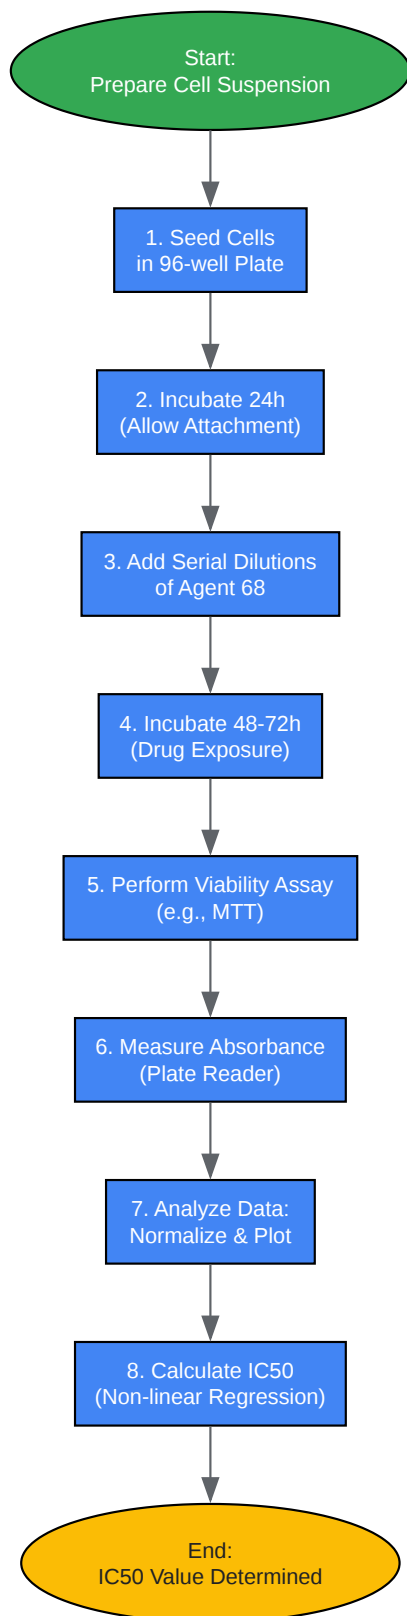 Start:
Prepare Cell Suspension
1. Seed Cells
in 96-well Plate
2. Incubate 24h
(Allow Attachment)
3. Add Serial Dilutions
of Agent 68
4. Incubate 48-72h
(Drug Exposure)
5. Perform Viability Assay
(e.g., MTT)
6. Measure Absorbance
(Plate Reader)
7. Analyze Data:
Normalize & Plot
8. Calculate IC50
(Non-linear Regression)
End:
IC50 Value Determined